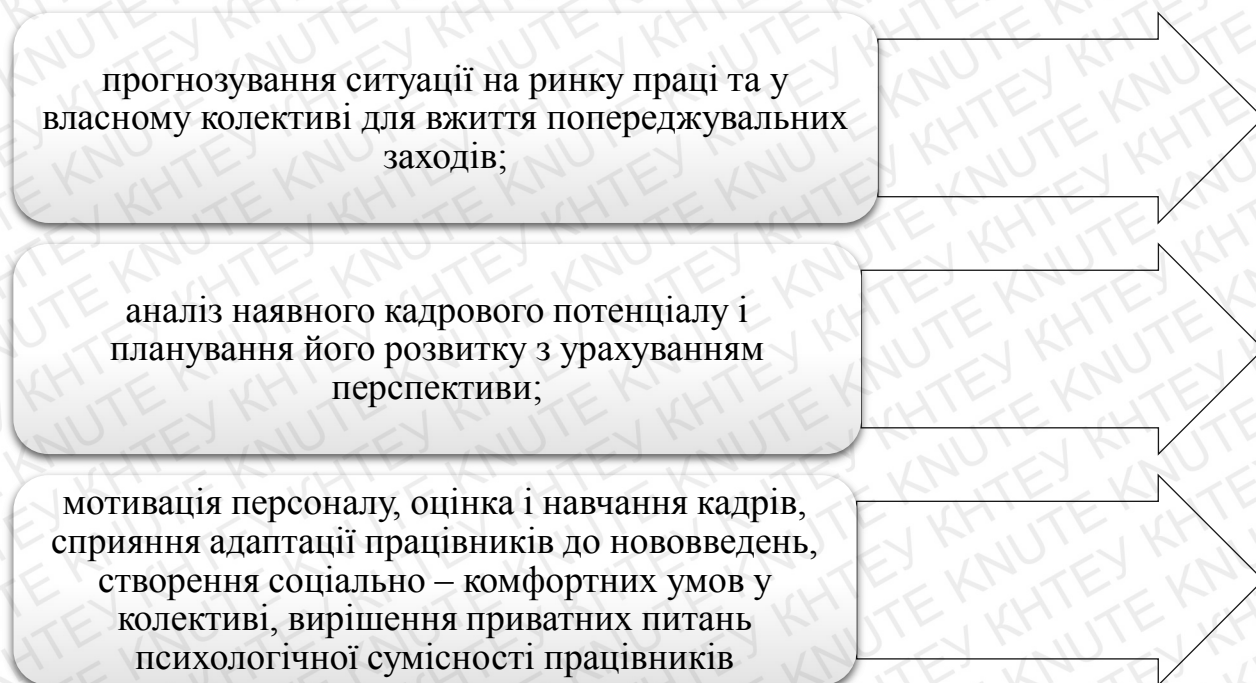 прогнозування ситуації на ринку праці та у
власному колективі для вжиття попереджувальних
заходів;
аналіз наявного кадрового потенціалу і
планування його розвитку з урахуванням
перспективи;
мотивація персоналу, оцінка і навчання кадрів,
сприяння адаптації працівників до нововведень,
створення соціально – комфортних умов у
колективі, вирішення приватних питань
психологічної сумісності працівників